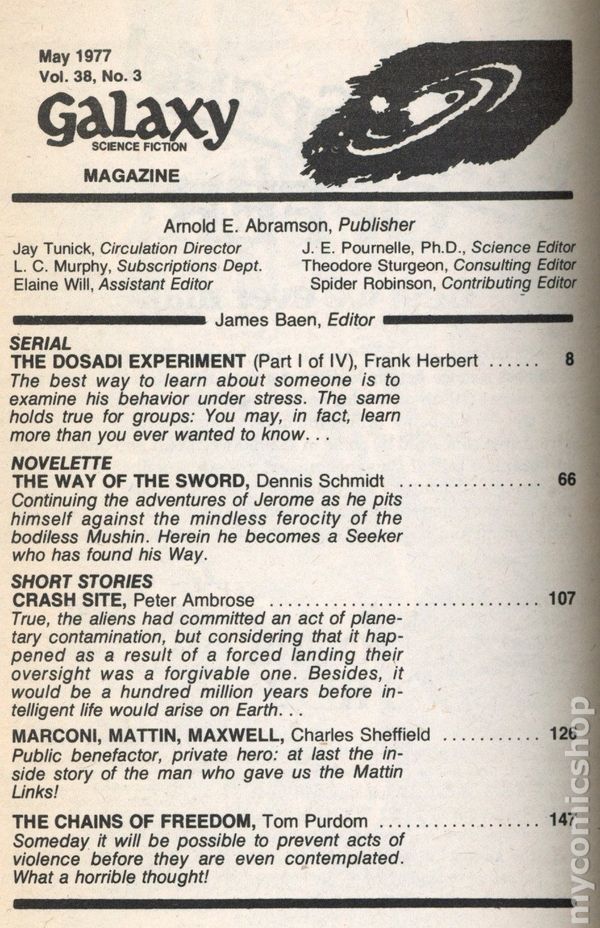 May 1977
Vol. 38, No. 3
Galaxy
SCIENCE FICTION
MAGAZINE
Arnold E. Abramson, Publisher
Jay Tunick, Circulation Director
J. E. Pournelle, Ph.D., Science Editor
L. C. Murphy, Subscriptions Dept.
Theodore Sturgeon, Consulting Editor
Elaine Will, Assistant Editor
Spider Robinson, Contributing Editor
James Baen, Editor
SERIAL
THE DOSADI EXPERIMENT (Part I of IV), Frank Herbert ...... 8
The best way to learn about someone is to
examine his behavior under stress. The same
holds true for groups: You may, in fact, learn
more than you ever wanted to know. . .
NOVELETTE
THE WAY OF THE SWORD, Dennis Schmidt ................ 66
Continuing the adventures of Jerome as he pits
himself against the mindless ferocity of the
bodiless Mushin. Herein he becomes a Seeker
who has found his Way.
SHORT STORIES
CRASH SITE, Peter Ambrose .............................. 107
True, the aliens had committed an act of plane-
tary contamination, but considering that it hap-
pened as a result of a forced landing their
oversight was a forgivable one. Besides, it
would be a hundred million years before in-
telligent life would arise on Earth. . .
MARCONI, MATTIN, MAXWELL, Charles Sheffield ........... 126
Public benefactor, private hero: at last the in-
side story of the man who gave us the Mattin
Links!
THE CHAINS OF FREEDOM, Tom Purdom .................. 147
Someday it will be possible to prevent acts of
violence before they are even contemplated.
What a horrible thought!
mycomicshop